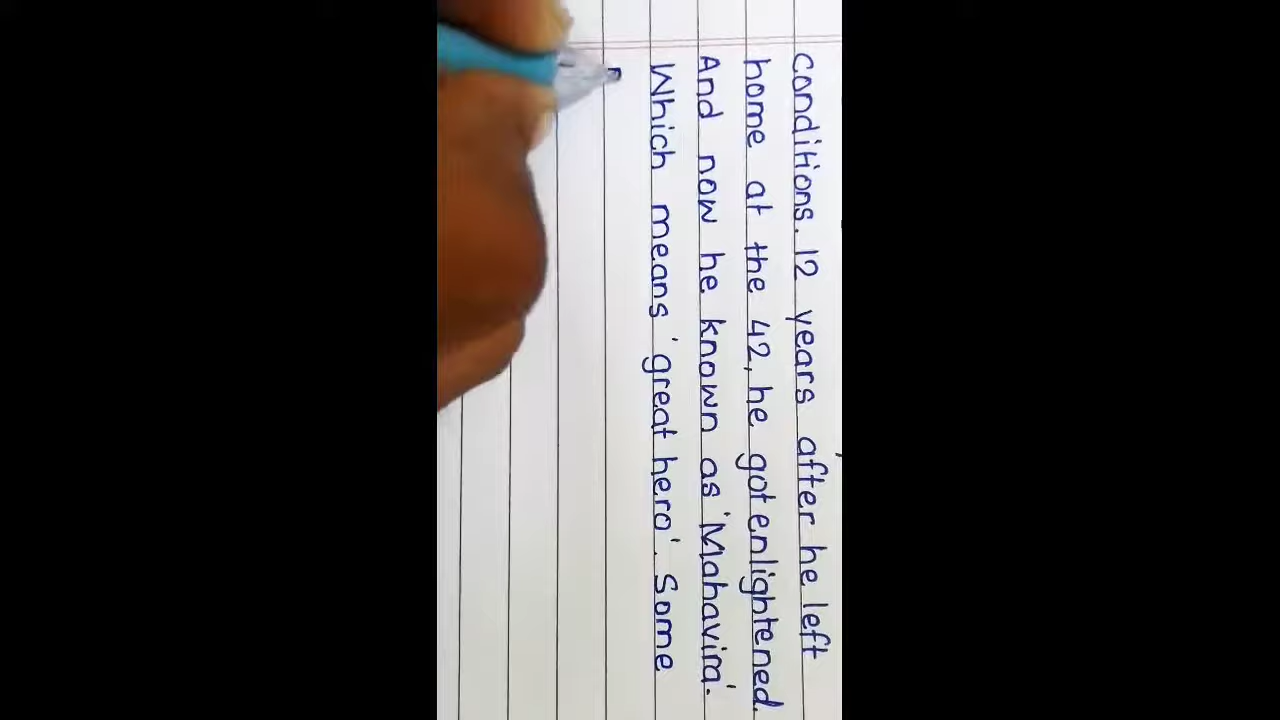 conditions. 12 years after he left
home at the 42, he got enlightened.
And now he known as 'Mahavira'.
Which means 'great hero'. Some